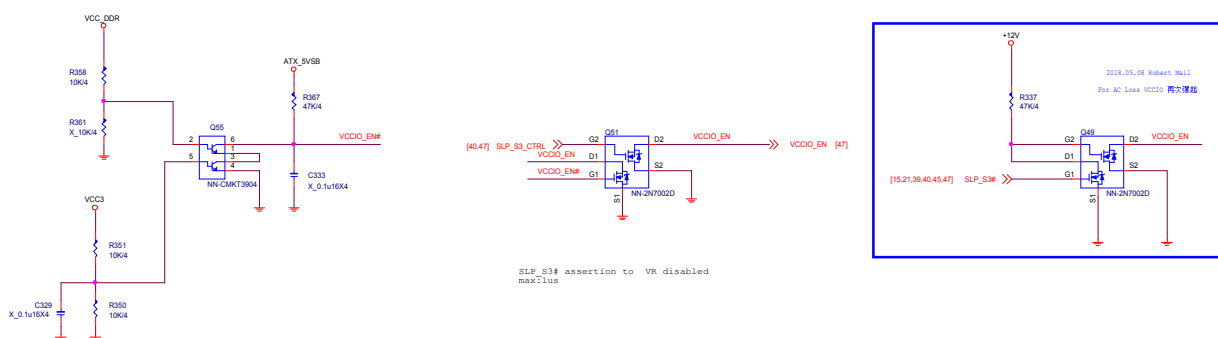 VCC_DDR
R358
10K/4
R361
X_10K/4
ATX_5VSB
R367
47K/4
Q55
2
6
1
5
3
4
NN-CMKT3904
VCCIO_EN#
C333
X_0.1u16X4
VCC3
R351
10K/4
C329
X_0.1u16X4
R350
10K/4
Q51
[40,47] SLP_S3_CTRL
G2
D2
VCCIO_EN
VCCIO_EN [47]
VCCIO_EN
D1
S2
VCCIO_EN#
G1
NN-2N7002D
S1
SLP_S3# assertion to VR disabled
max:1us
+12V
2018.05.08 Robert Mail
For AC Loss VCCIO 再次彈起
R337
47K/4
Q49
G2
D2
VCCIO_EN
D1
S2
[15,21,39,40,45,47] SLP_S3#
G1
NN-2N7002D
S1